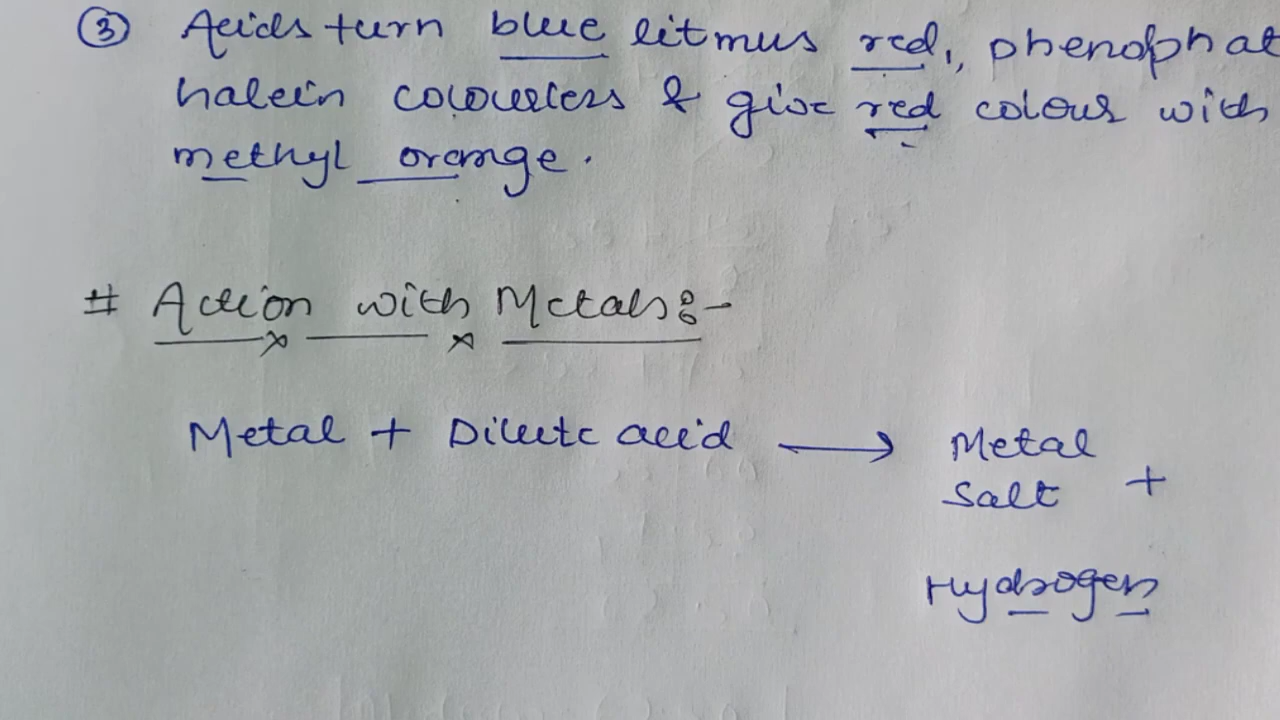 ③ Acids turn blue litmus red, phenolphat
halein colourless & give red colour with
methyl orange.
# Action with Metals:-
Metal + Dilute acid → Metal
Salt +
Hydrogen